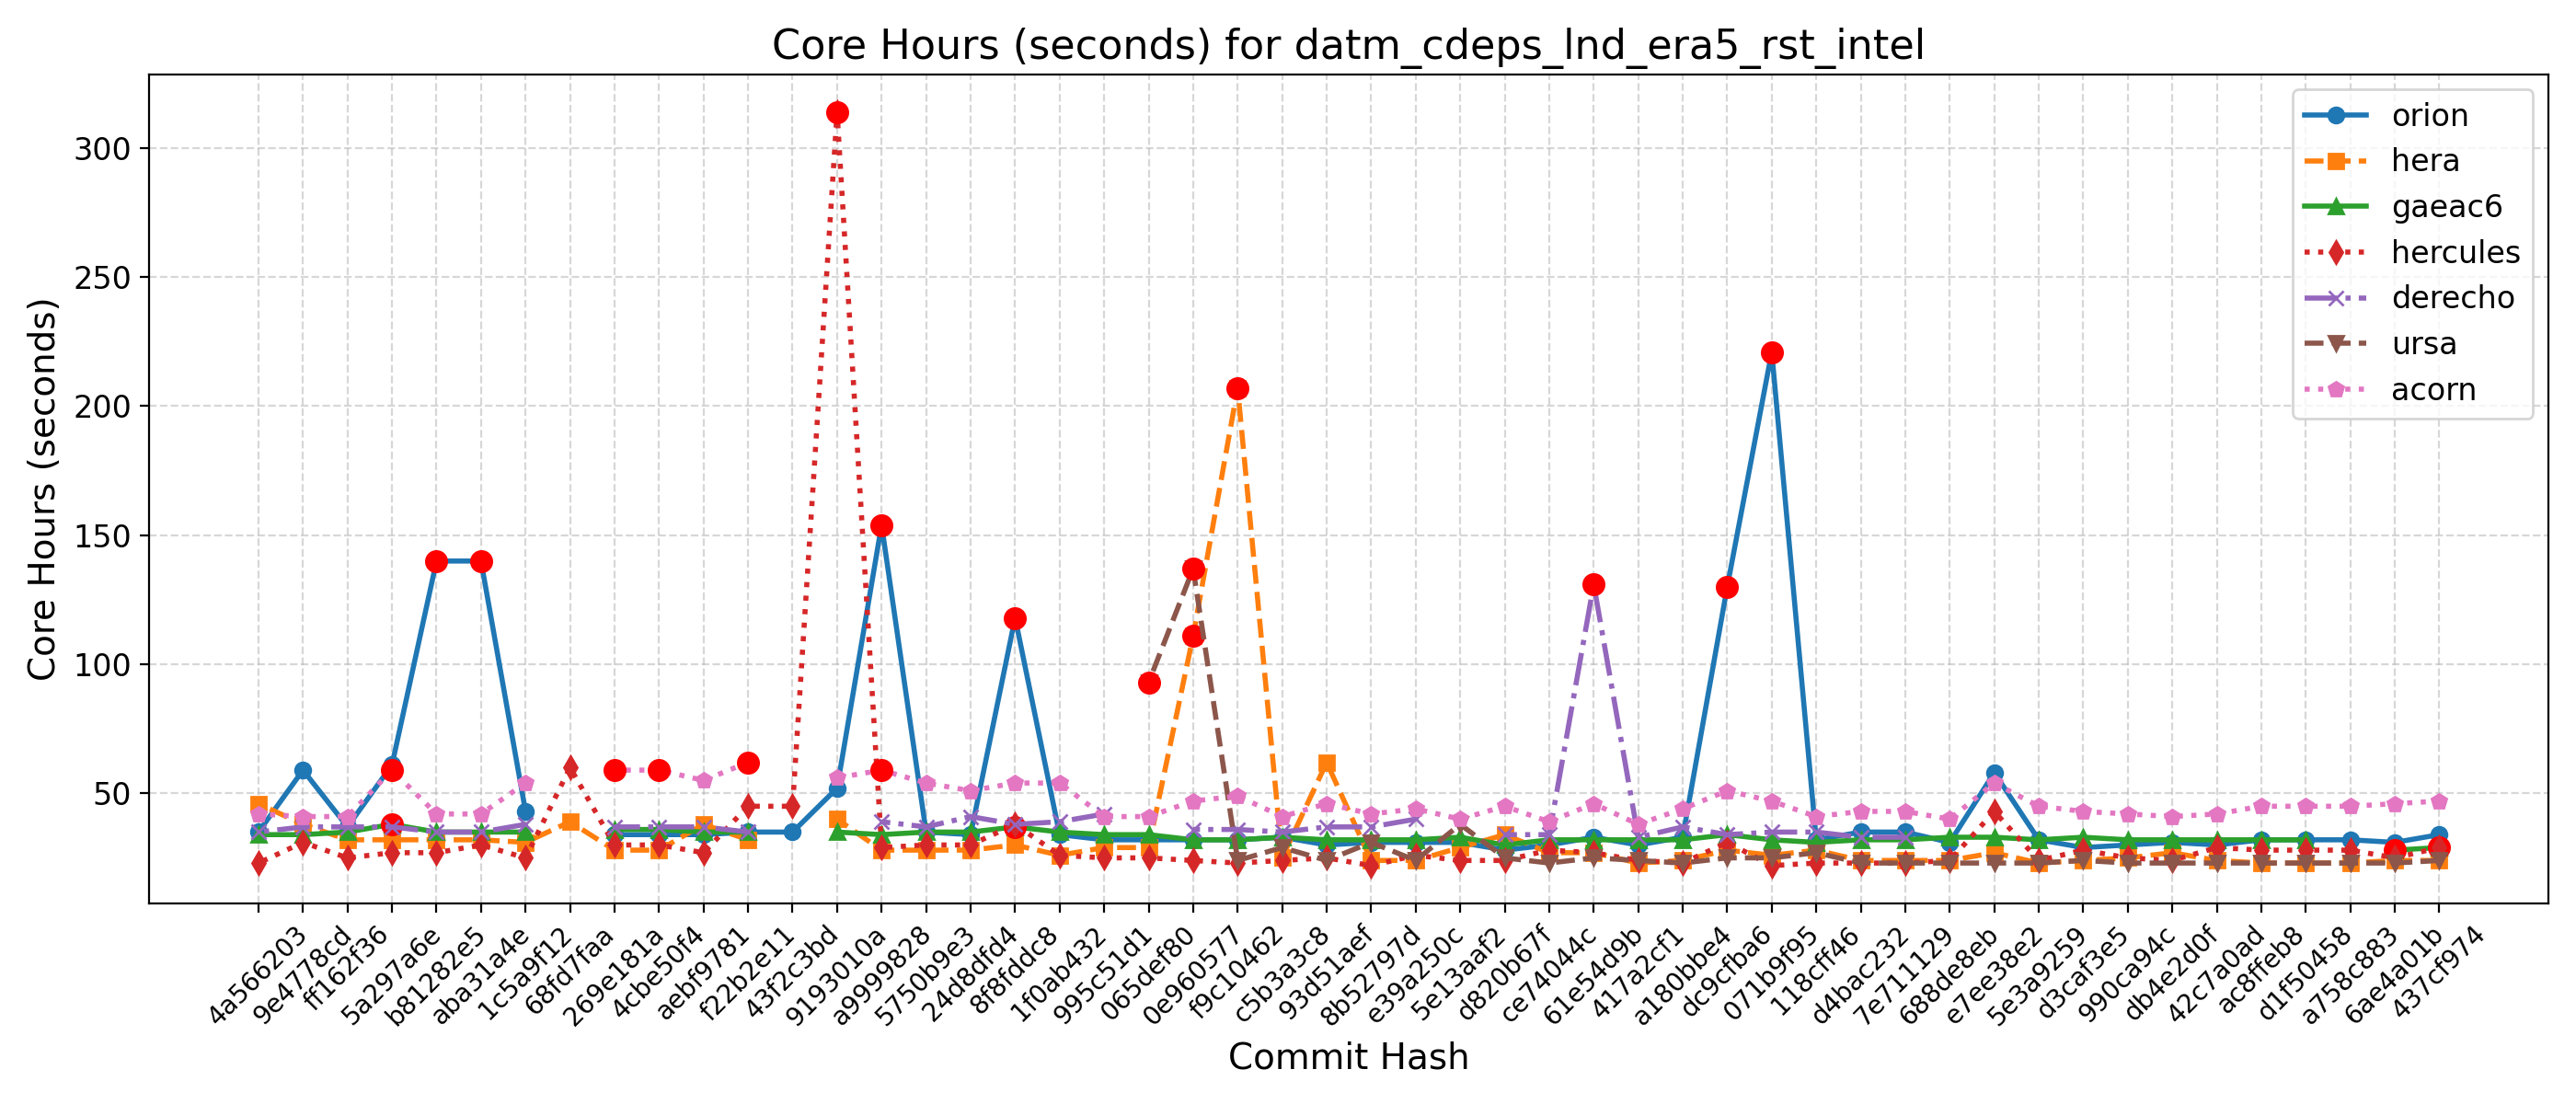 Core Hours (seconds) for datm_cdeps_lnd_era5_rst_intel
Core Hours (seconds)
300
250
200
150
100
50
orion
hera
gaeac6
hercules
derecho
ursa
acorn
4a566203
9e4778cd
ff162f36
5a297a6e
b81282e5
aba31a4e
1c5a9f12
68fd7faa
269e181a
4cbe50f4
aebf9781
f22b2e11
43f2c3bd
9193010a
a9999828
5750b9e3
24d8dfd4
8f8fddc8
1f0ab432
995c51d1
065def80
0e960577
f9c10462
c5b3a3c8
93d51aef
8b52797d
e39a250c
5e13aaf2
d820b67f
ce74044c
61e54d9b
417a2cf1
a180bbe4
dc9cfba6
071b9f95
118cff46
d4bac232
7e711129
688de8eb
e7ee38e2
5e3a9259
d3caf3e5
990ca94c
db4e2d0f
42c7a0ad
ac8ffeb8
d1f50458
a758c883
6ae4a01b
437cf974
Commit Hash